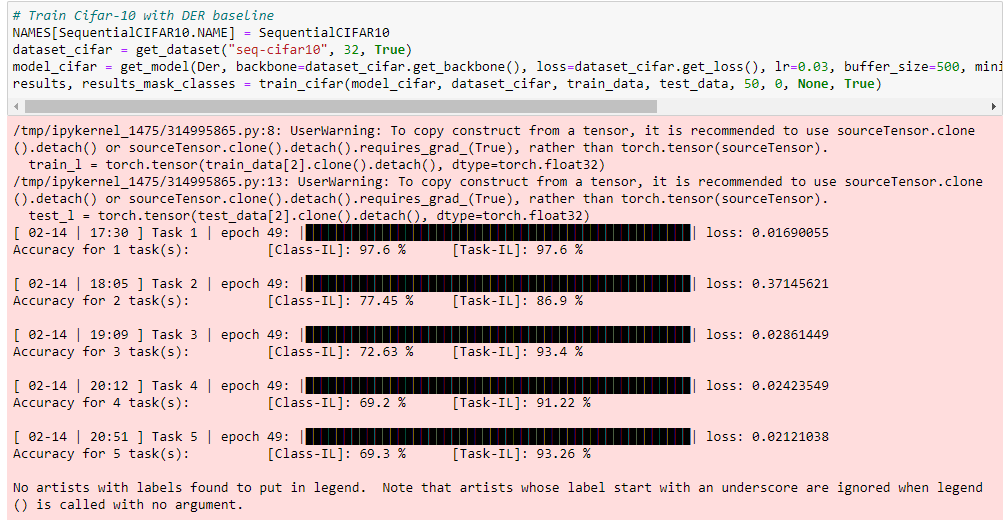 # Train Cifar-10 with DER baseline
NAMES[SequentialCIFAR10.NAME] = SequentialCIFAR10
dataset_cifar = get_dataset("seq-cifar10", 32, True)
model_cifar = get_model(Der, backbone=dataset_cifar.get_backbone(), loss=dataset_cifar.get_loss(), lr=0.03, buffer_size=500, mini
results, results_mask_classes = train_cifar(model_cifar, dataset_cifar, train_data, test_data, 50, 0, None, True)
/tmp/ipykernel_1475/314995865.py:8: UserWarning: To copy construct from a tensor, it is recommended to use sourceTensor.clone
().detach() or sourceTensor.clone().detach().requires_grad_(True), rather than torch.tensor(sourceTensor).
  train_l = torch.tensor(train_data[2].clone().detach(), dtype=torch.float32)
/tmp/ipykernel_1475/314995865.py:13: UserWarning: To copy construct from a tensor, it is recommended to use sourceTensor.clone
().detach() or sourceTensor.clone().detach().requires_grad_(True), rather than torch.tensor(sourceTensor).
  test_l = torch.tensor(test_data[2].clone().detach(), dtype=torch.float32)
[ 02-14 | 17:30 ] Task 1 | epoch 49: | | loss: 0.01690055
Accuracy for 1 task(s): [Class-IL]: 97.6 % [Task-IL]: 97.6 %
[ 02-14 | 18:05 ] Task 2 | epoch 49: | | loss: 0.37145621
Accuracy for 2 task(s): [Class-IL]: 77.45 % [Task-IL]: 86.9 %
[ 02-14 | 19:09 ] Task 3 | epoch 49: | | loss: 0.02861449
Accuracy for 3 task(s): [Class-IL]: 72.63 % [Task-IL]: 93.4 %
[ 02-14 | 20:12 ] Task 4 | epoch 49: | | loss: 0.02423549
Accuracy for 4 task(s): [Class-IL]: 69.2 % [Task-IL]: 91.22 %
[ 02-14 | 20:51 ] Task 5 | epoch 49: | | loss: 0.02121038
Accuracy for 5 task(s): [Class-IL]: 69.3 % [Task-IL]: 93.26 %
No artists with labels found to put in legend.  Note that artists whose label start with an underscore are ignored when legend
() is called with no argument.